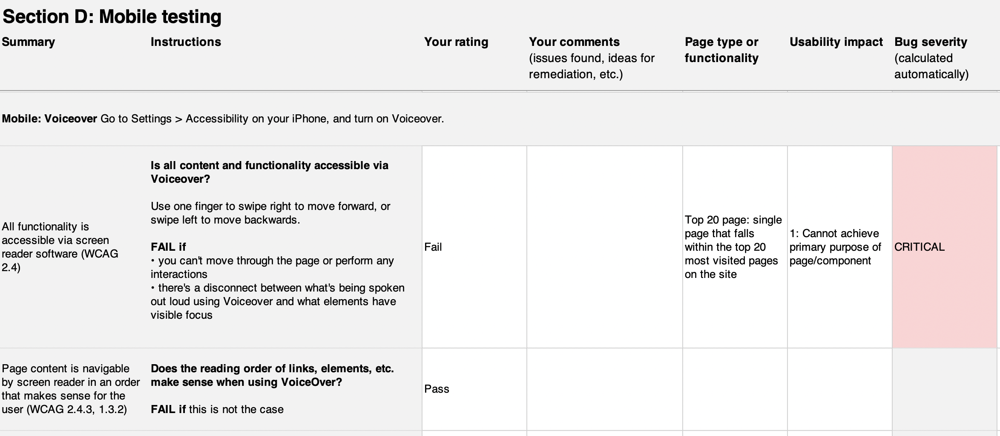 Section D: Mobile testing
Summary
Instructions
Your rating
Your comments
(issues found, ideas for
remediation, etc.)
Page type or
functionality
Usability impact
Bug severity
(calculated
automatically)
Mobile: Voiceover Go to Settings > Accessibility on your iPhone, and turn on Voiceover.
All functionality is
accessible via screen
reader software (WCAG
2.4)
Is all content and functionality accessible via
Voiceover?
Use one finger to swipe right to move forward, or
swipe left to move backwards.
FAIL if
• you can't move through the page or perform any
interactions
• there's a disconnect between what's being spoken
out loud using Voiceover and what elements have
visible focus
Fail
Top 20 page: single
page that falls
within the top 20
most visited pages
on the site
1: Cannot achieve
primary purpose of
page/component
CRITICAL
Page content is navigable
by screen reader in an order
that makes sense for the
user (WCAG 2.4.3, 1.3.2)
Does the reading order of links, elements, etc.
make sense when using VoiceOver?
FAIL if this is not the case
Pass